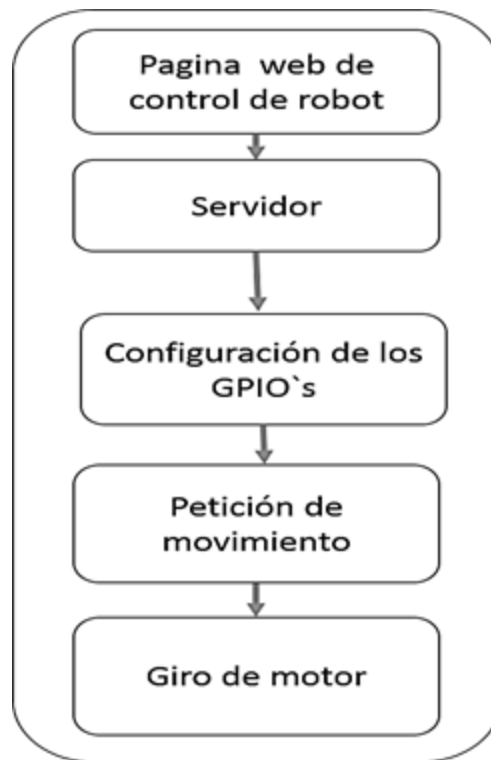 Pagina web de
control de robot
Servidor
Configuración de los
GPIO`s
Petición de
movimiento
Giro de motor